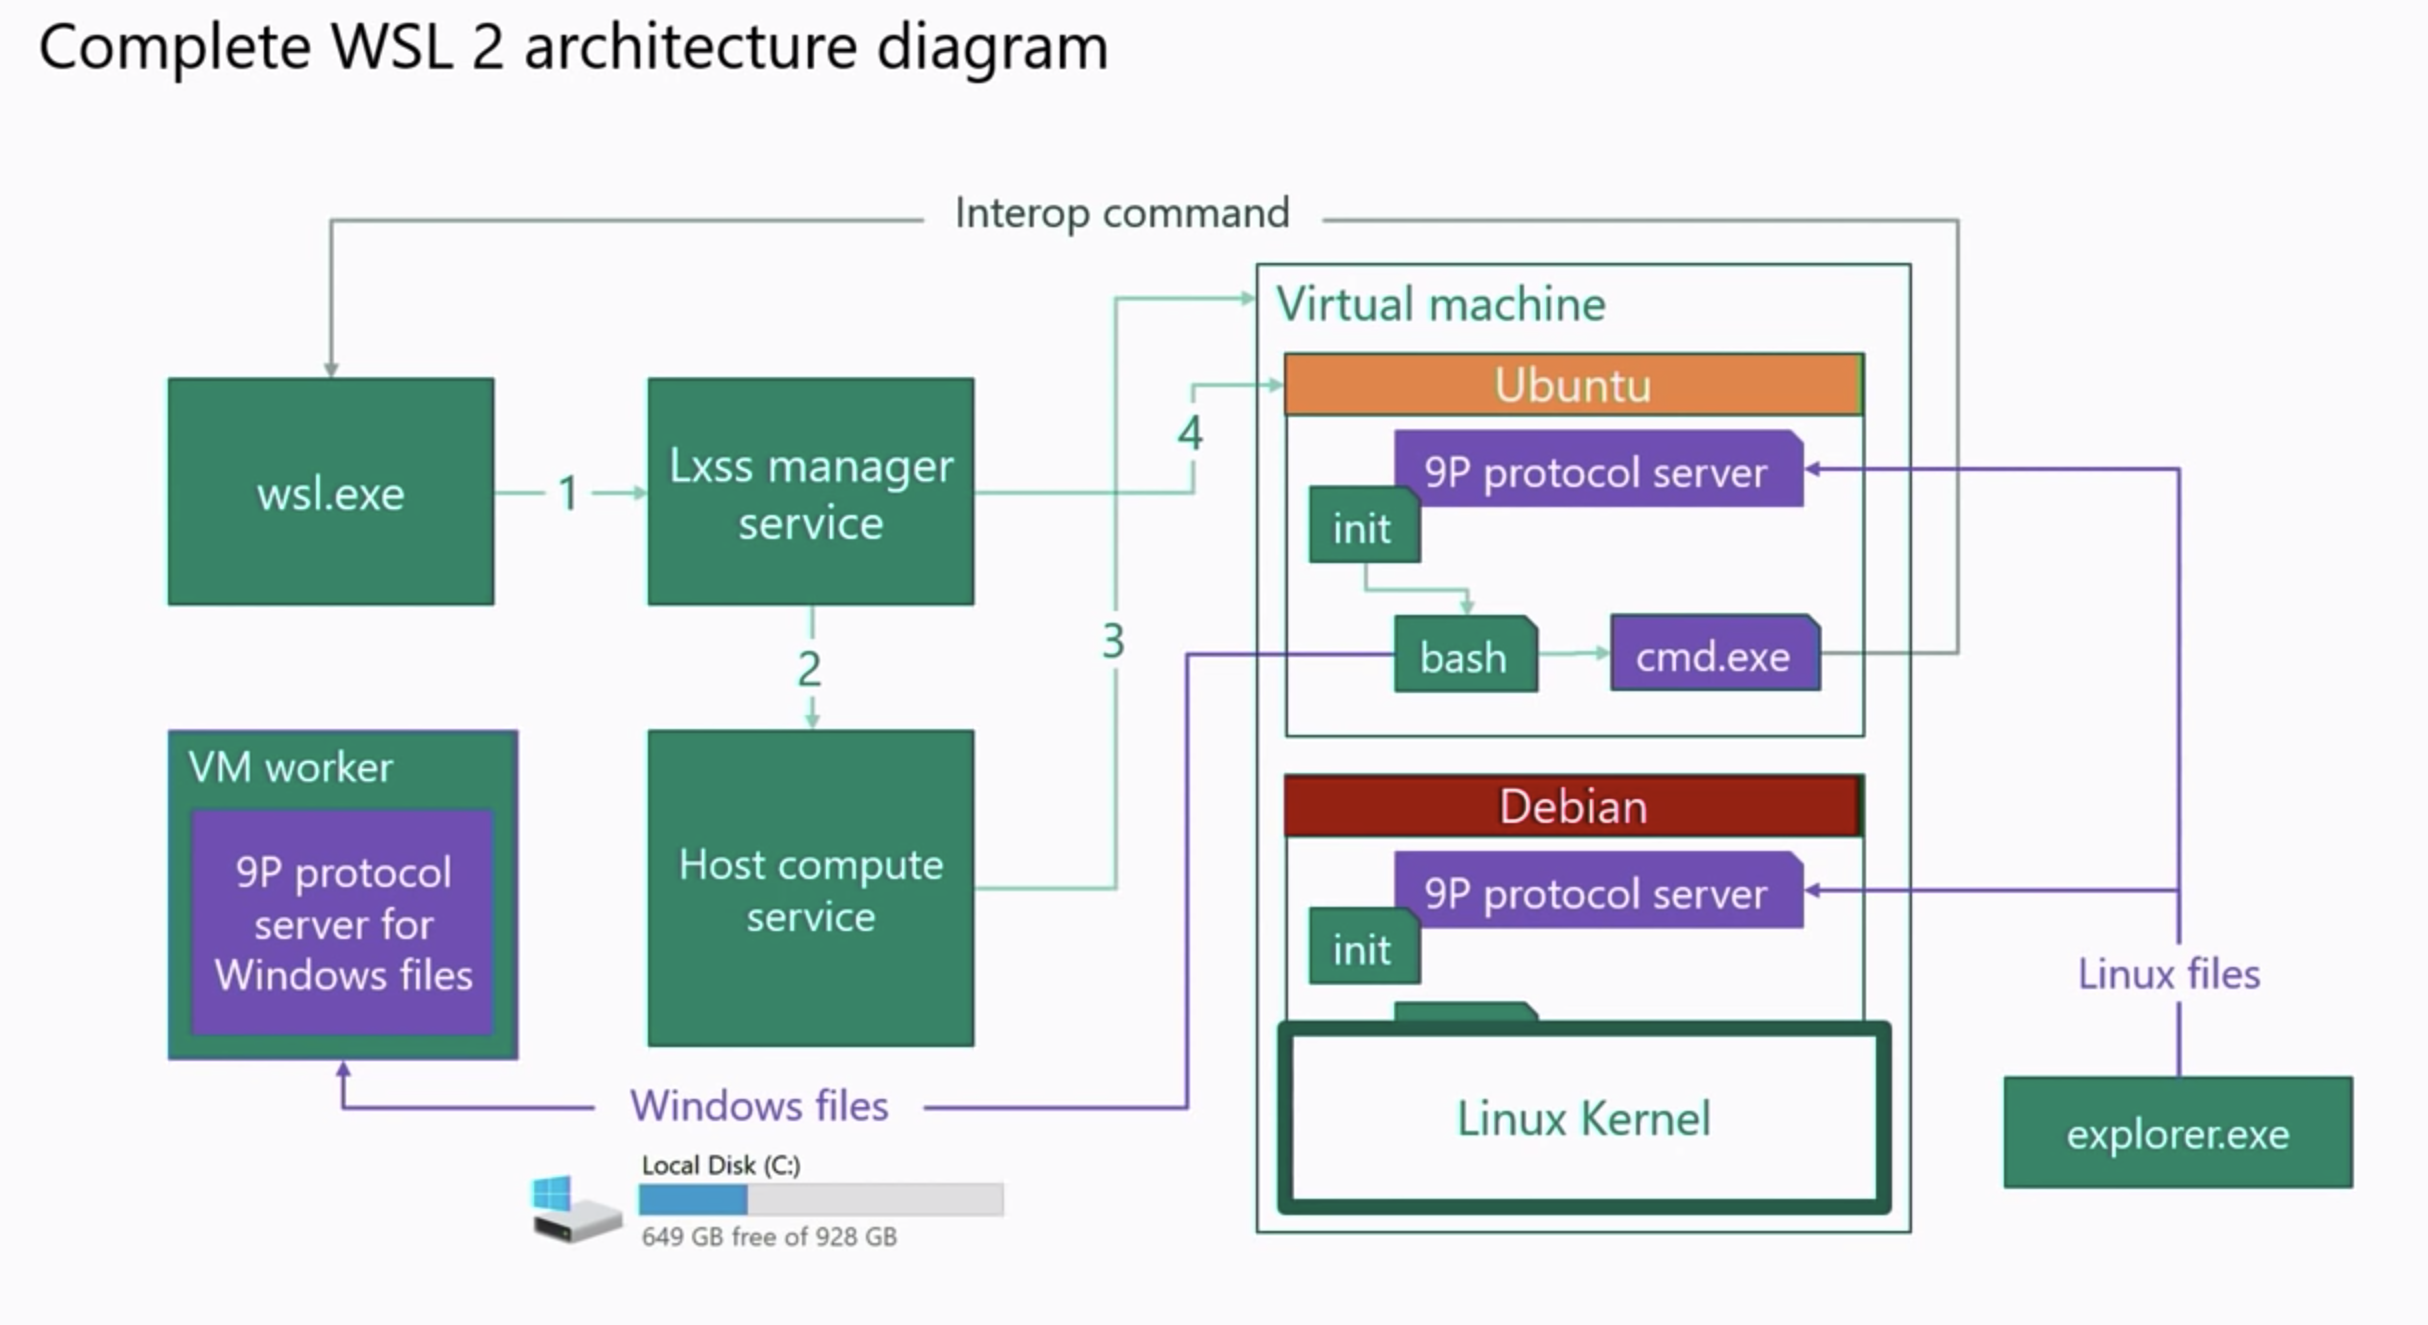 Complete WSL 2 architecture diagram
Interop command
Virtual machine
Ubuntu
9P protocol server
init
bash
cmd.exe
wsl.exe
1
Lxss manager
service
4
2
3
VM worker
9P protocol
server for
Windows files
Host compute
service
Debian
9P protocol server
init
Linux files
Windows files
Linux Kernel
explorer.exe
Local Disk (C:)
649 GB free of 928 GB